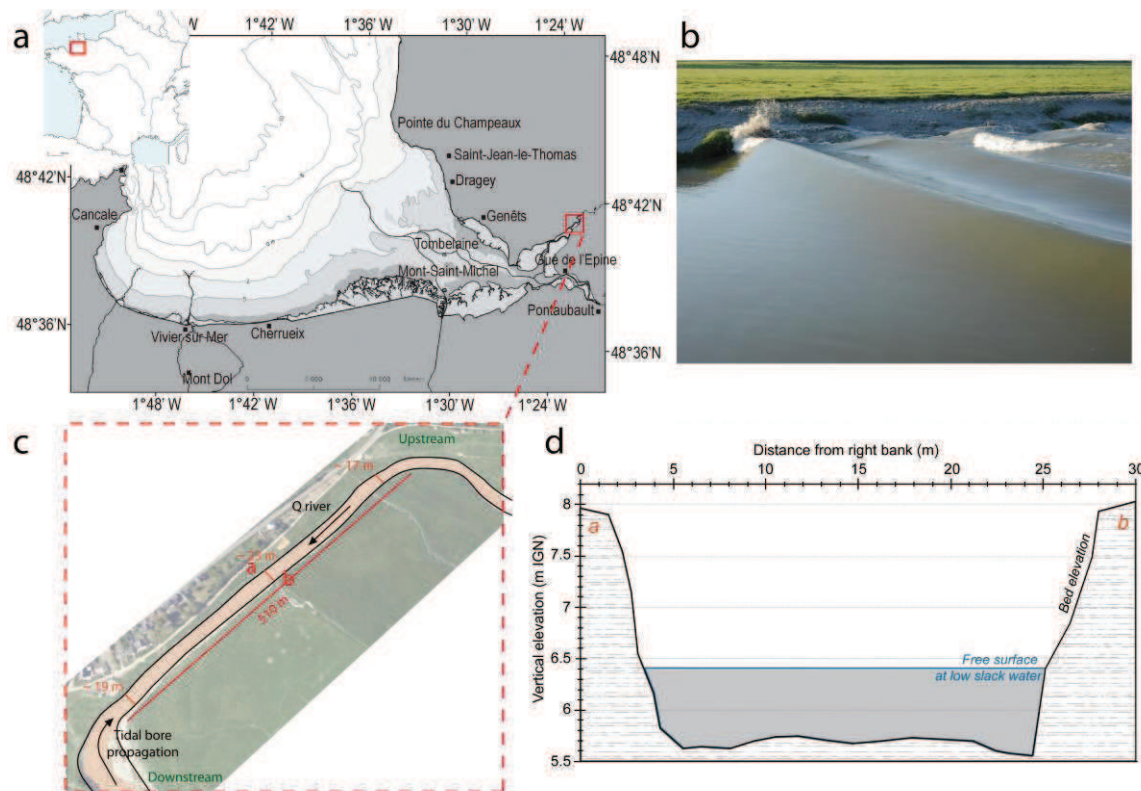 a
W
1°42' W
1°36' W
1°30' W
1°24' W
48°48'N
Pointe du Champeaux
Saint-Jean-le-Thomas
48°42'N
Dragey
48°42'N
Cancale
Genêts
Tombelaine
Gué de l'Epine
Mont-Saint-Michel
Pontaubault
48°36'N
Vivier sur Mer
Cherrueix
48°36'N
Mont Dol
1°48' W
1°42' W
1°36' W
1°30' W
1°24' W
b
c
Upstream
~ 17 m
Q river
~ 23 m
a
b
510 m
~ 19 m
Tidal bore
propagation
Downstream
d
Distance from right bank (m)
0 5 10 15 20 25 30
Vertical elevation (m IGN)
8
7.5
7
6.5
6
5.5
a
b
Bed elevation
Free surface
at low slack water